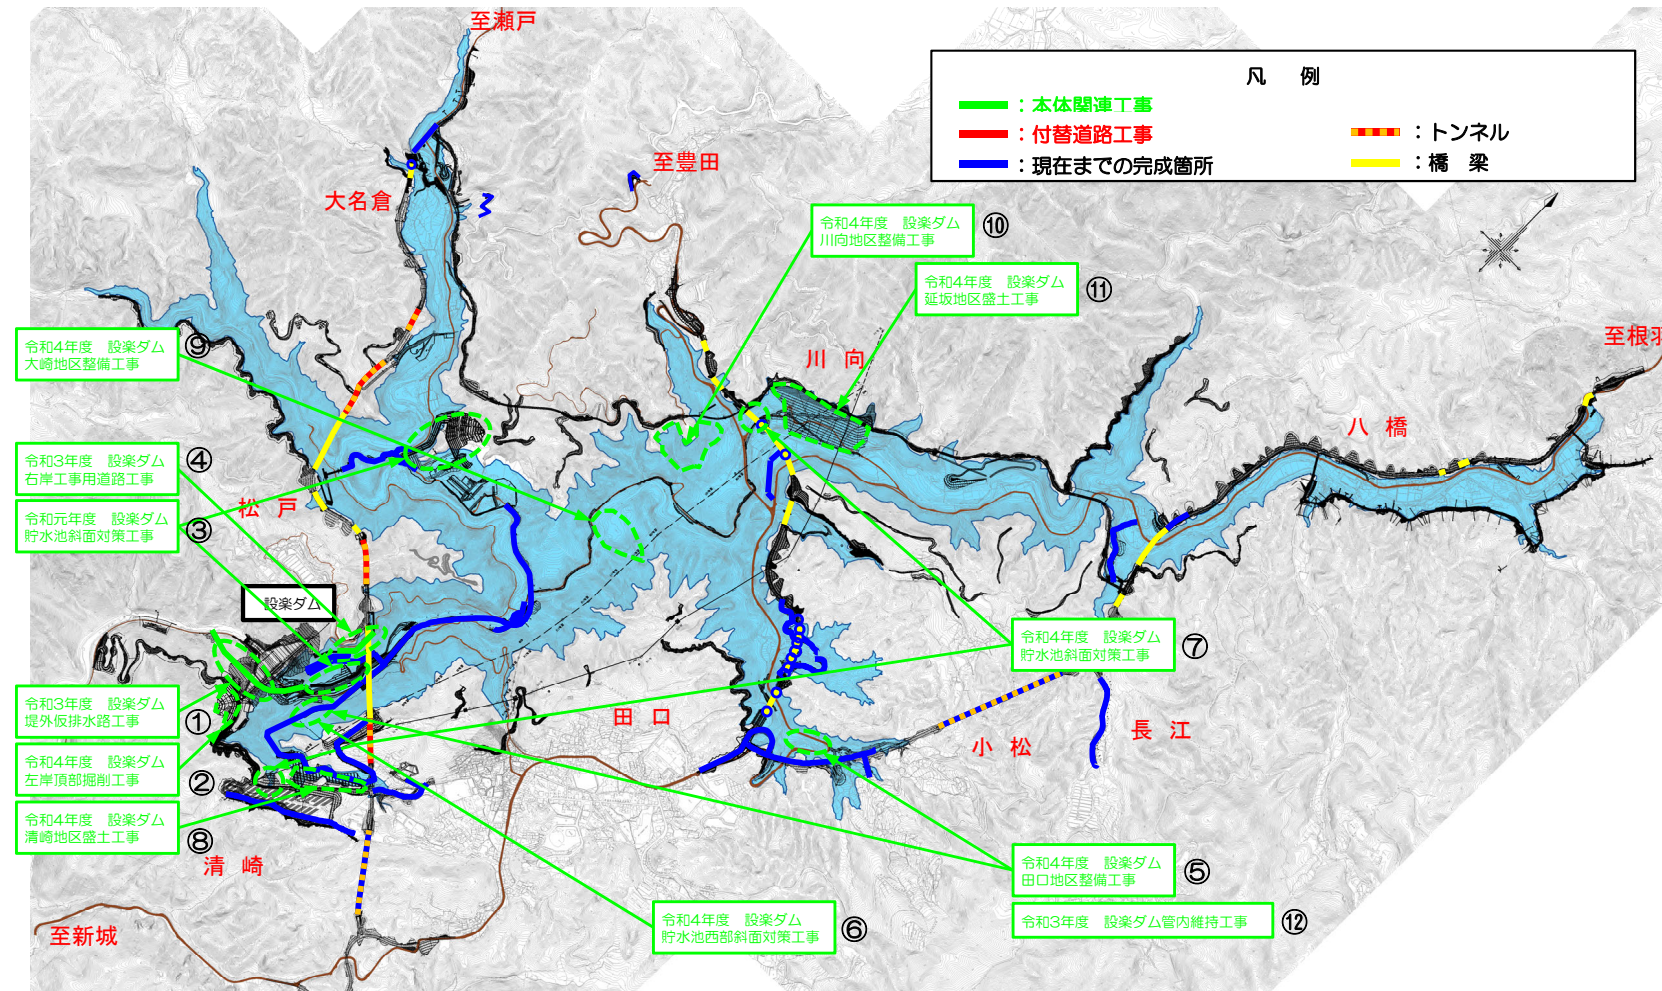 至瀬戸
凡 例
：本体関連工事
：付替道路工事
：トンネル
：現在までの完成箇所
：橋 梁
至豊田
大名倉
令和4年度 設楽ダム
川向地区整備工事
⑩
令和4年度 設楽ダム
延坂地区盛土工事
⑪
至根羽
令和4年度 設楽ダム
大崎地区整備工事
⑨
川 向
八 橋
令和3年度 設楽ダム
右岸工事用道路工事
④
松 戸
令和元年度 設楽ダム
貯水池斜面対策工事
③
設楽ダム
令和4年度 設楽ダム
貯水池斜面対策工事
⑦
令和3年度 設楽ダム
堤外仮排水路工事
①
田 口
小 松
長 江
令和4年度 設楽ダム
左岸頂部掘削工事
②
令和4年度 設楽ダム
清崎地区盛土工事
⑧
清 崎
令和4年度 設楽ダム
田口地区整備工事
⑤
令和4年度 設楽ダム
貯水池西部斜面対策工事
⑥
令和3年度 設楽ダム管内維持工事
⑫
至新城